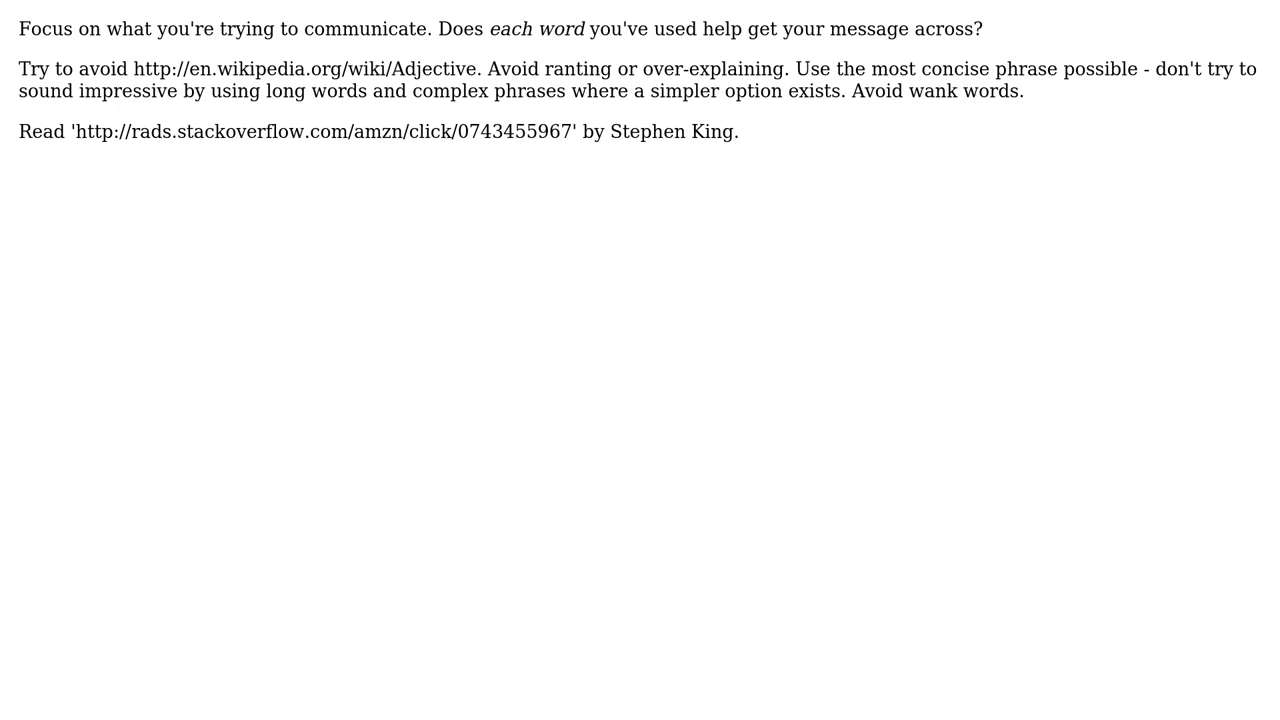 Focus on what you're trying to communicate. Does each word you've used help get your message across?
Try to avoid http://en.wikipedia.org/wiki/Adjective. Avoid ranting or over-explaining. Use the most concise phrase possible - don't try to
sound impressive by using long words and complex phrases where a simpler option exists. Avoid wank words.
Read 'http://rads.stackoverflow.com/amzn/click/0743455967' by Stephen King.